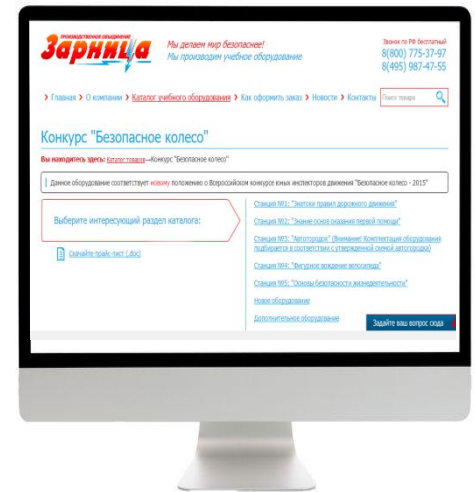 ПРОИЗВОДСТВЕННОЕ ОБЪЕДИНЕНИЕ
Зарница
Мы делаем мир безопаснее!
Мы производим учебное оборудование
Звонок по РФ бесплатный
8(800) 775-37-97
8(495) 987-47-55
Главная
О компании
Каталог учебного оборудования
Как оформить заказ
Новости
Контакты
Поиск товара
Конкурс "Безопасное колесо"
Вы находитесь здесь: Каталог товаров—Конкурс "Безопасное колесо"
Данное оборудование соответствует новому положению о Всероссийском конкурсе юных инспекторов движения "Безопасное колесо - 2015"
Выберите интересующий раздел каталога:
Скачайте прайс-лист (.doc)
Станция №1: "Знатоки правил дорожного движения"
Станция №2: "Знание основ оказания первой помощи"
Станция №3: "Автогородок" (Внимание! Комплектация оборудования
подбирается в соответствии с утвержденной схемой автогородка)
Станция №4: "Фигурное вождение велосипеда"
Станция №5: "Основы безопасности жизнедеятельности"
Новое оборудование
Дополнительное оборудование
Задайте ваш вопрос сюда